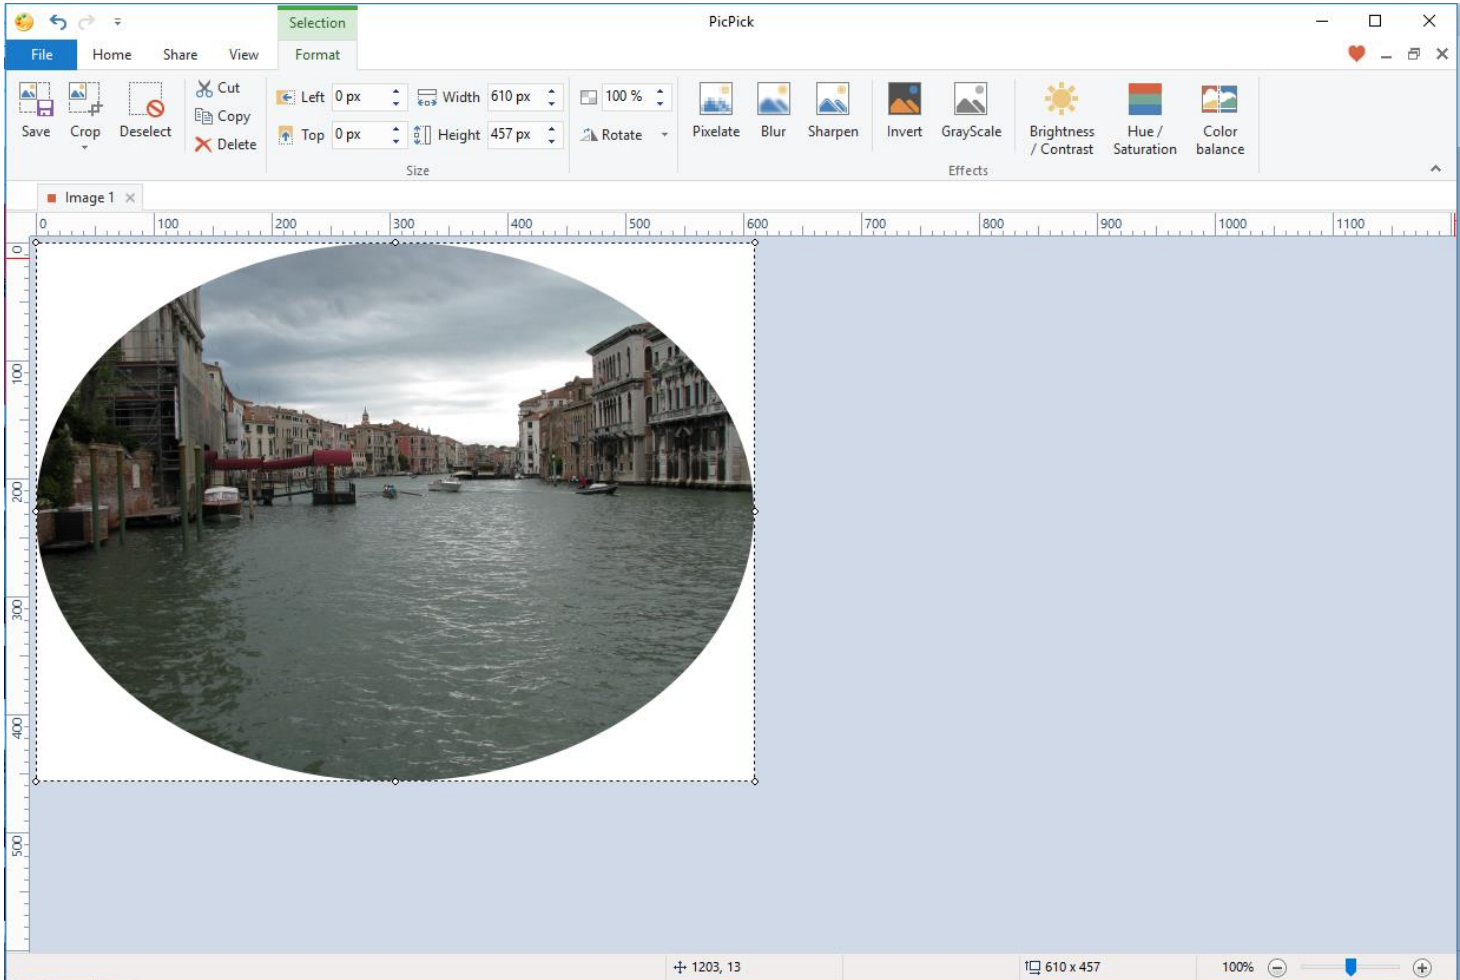 Selection
PicPick
File Home Share View Format
Save Crop Deselect
Cut
Copy
Delete
Left 0 px Width 610 px 100 %
Top 0 px Height 457 px Rotate
Size
Pixelate Blur Sharpen Invert GrayScale Brightness / Contrast Hue / Saturation Color balance
Effects
Image 1
0 100 200 300 400 500 600 700 800 900 1000 1100
0
100
200
300
400
500
1203, 13 610 x 457 100%